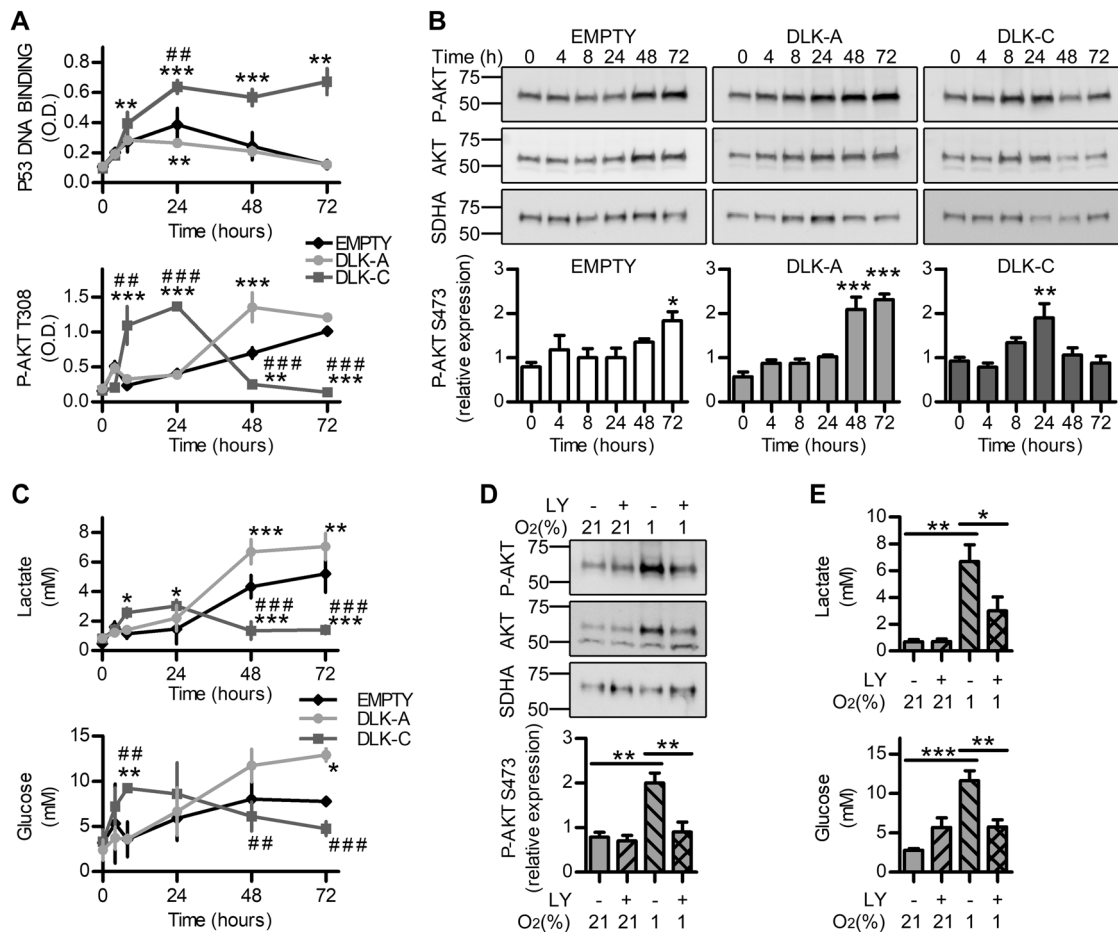 A
P53 DNA BINDING
(O.D.)
0.8
0.6
0.4
0.2
0.0
**
##
***
**
***
**
0 24 48 72
Time (hours)
EMPTY
DLK-A
DLK-C
P-AKT T308
(O.D.)
1.5
1.0
0.5
0.0
##
***
###
***
***
###
**
###
***
0 24 48 72
Time (hours)
B
EMPTY DLK-A DLK-C
Time (h) 0 4 8 24 48 72 0 4 8 24 48 72 0 4 8 24 48 72
P-AKT
75
50
AKT
75
50
SDHA
75
50
P-AKT S473
(relative expression)
EMPTY
3
2
1
0
*
0 4 8 24 48 72
Time (hours)
DLK-A
3
2
1
0
*** ***
0 4 8 24 48 72
Time (hours)
DLK-C
3
2
1
0
**
0 4 8 24 48 72
Time (hours)
C
Lactate
(mM)
8
6
4
2
0
*
*
***
**
###
***
###
***
0 24 48 72
Time (hours)
EMPTY
DLK-A
DLK-C
Glucose
(mM)
15
10
5
0
##
**
*
##
###
0 24 48 72
Time (hours)
D
LY - + - +
O2(%) 21 21 1 1
P-AKT
75
50
AKT
75
50
SDHA
75
50
P-AKT S473
(relative expression)
3
2
1
0
** **
LY - + - +
O2(%) 21 21 1 1
E
Lactate
(mM)
10
8
6
4
2
0
** *
LY - + - +
O2(%) 21 21 1 1
Glucose
(mM)
15
10
5
0
*** **
LY - + - +
O2(%) 21 21 1 1